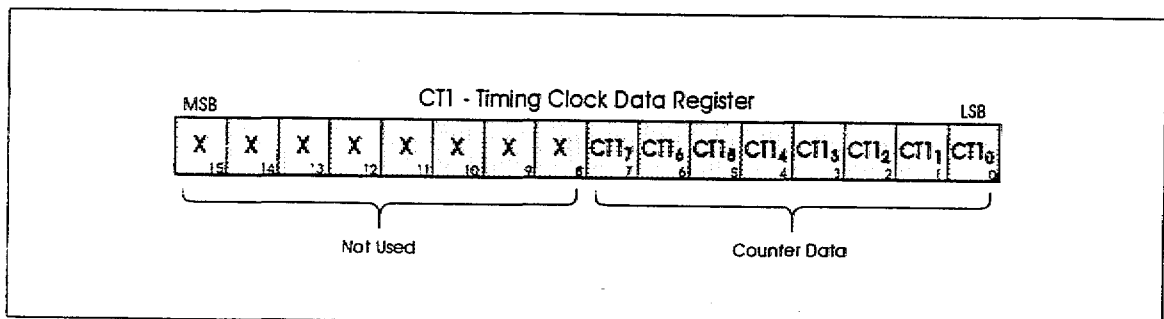 CT1 - Timing Clock Data Register
MSB LSB
X X X X X X X X CT1₇ CT1₆ CT1₅ CT1₄ CT1₃ CT1₂ CT1₁ CT1₀
15 14 13 12 11 10 9 8 7 6 5 4 3 2 1 0
Not Used Counter Data